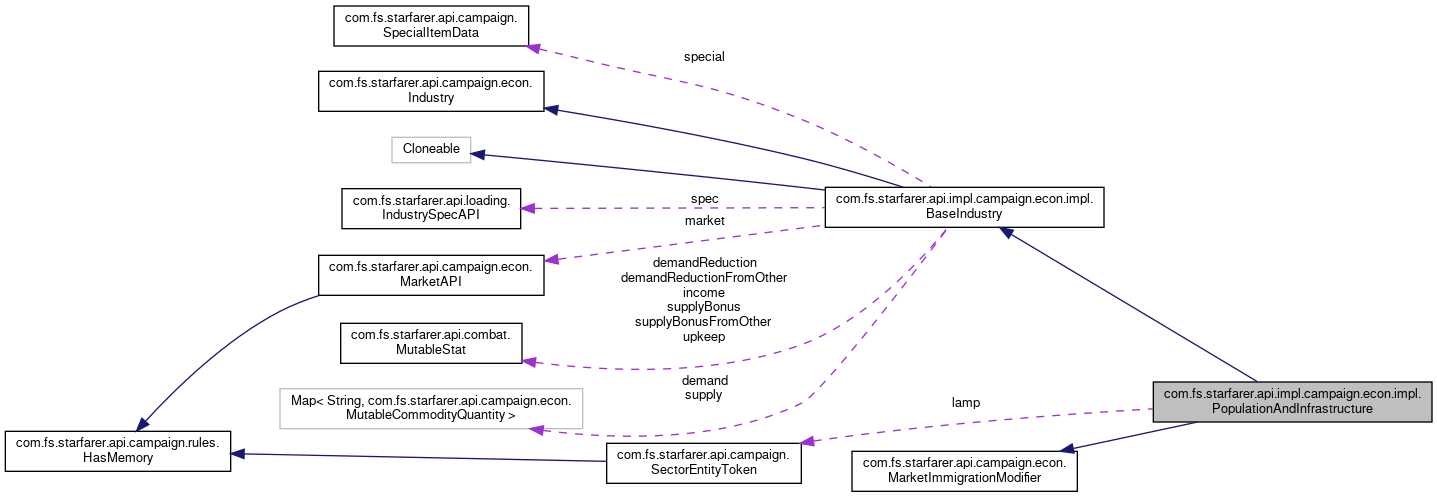 com.fs.starfarer.api.campaign.
SpecialItemData
special
com.fs.starfarer.api.campaign.econ.
Industry
Cloneable
com.fs.starfarer.api.loading.
IndustrySpecAPI
spec
com.fs.starfarer.api.impl.campaign.econ.impl.
BaseIndustry
market
com.fs.starfarer.api.campaign.econ.
MarketAPI
demandReduction
demandReductionFromOther
income
supplyBonus
supplyBonusFromOther
upkeep
com.fs.starfarer.api.combat.
MutableStat
demand
supply
Map< String, com.fs.starfarer.api.campaign.econ.
MutableCommodityQuantity >
lamp
com.fs.starfarer.api.impl.campaign.econ.impl.
PopulationAndInfrastructure
com.fs.starfarer.api.campaign.rules.
HasMemory
com.fs.starfarer.api.campaign.
SectorEntityToken
com.fs.starfarer.api.campaign.econ.
MarketImmigrationModifier